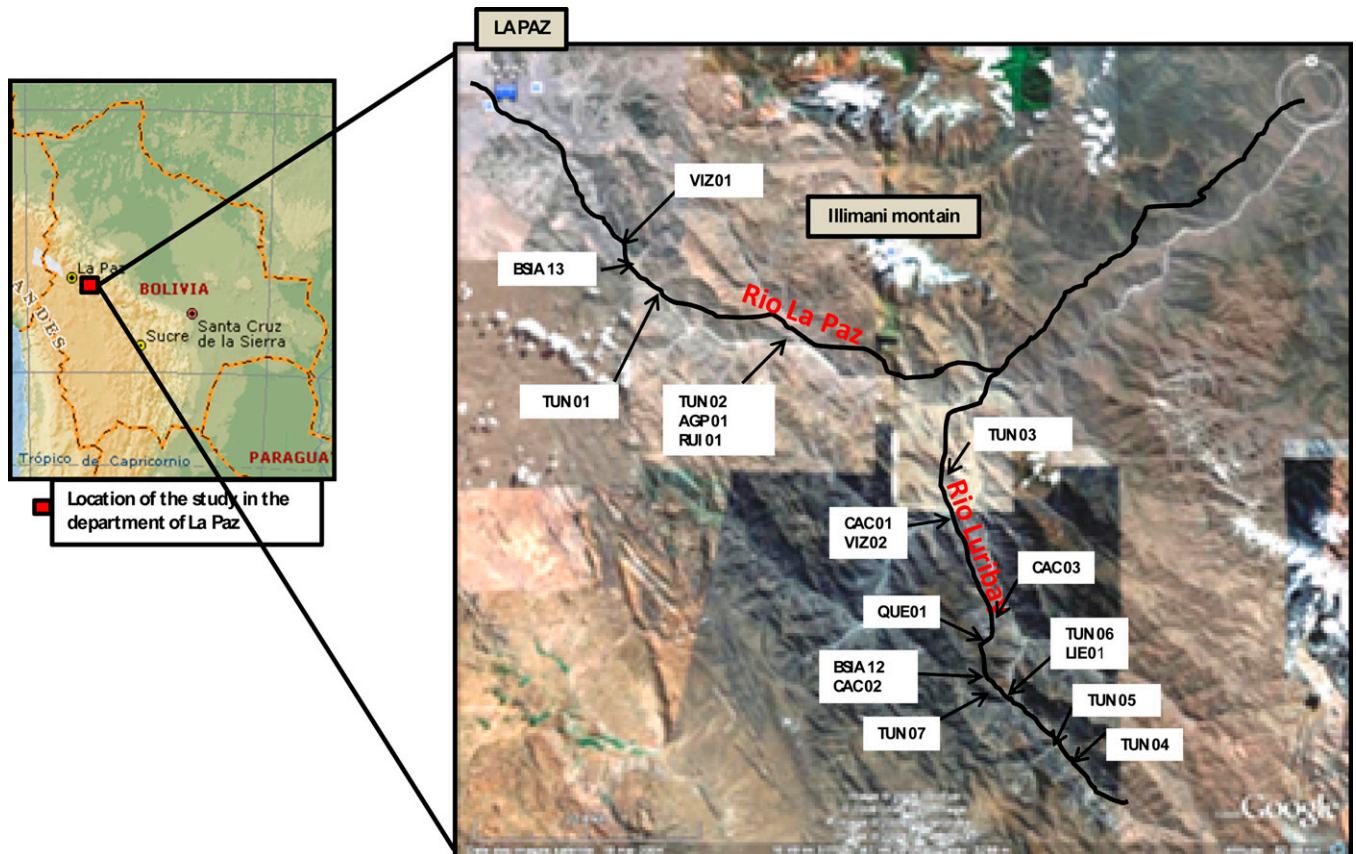 LA PAZ
La Paz
BOLIVIA
ANDES
Santa Cruz
de la Sierra
Sucre
Trópico de Capricornio
PARAGUA
Location of the study in the
department of La Paz
VIZ01
Illimani montain
BSIA 13
Rio La Paz
TUN 01
TUN 02
AGP01
RUI 01
TUN 03
CAC01
VIZ02
Rio Luribay
CAC03
QUE01
TUN 06
LIE01
BSIA 12
CAC02
TUN 05
TUN 07
TUN 04
Google